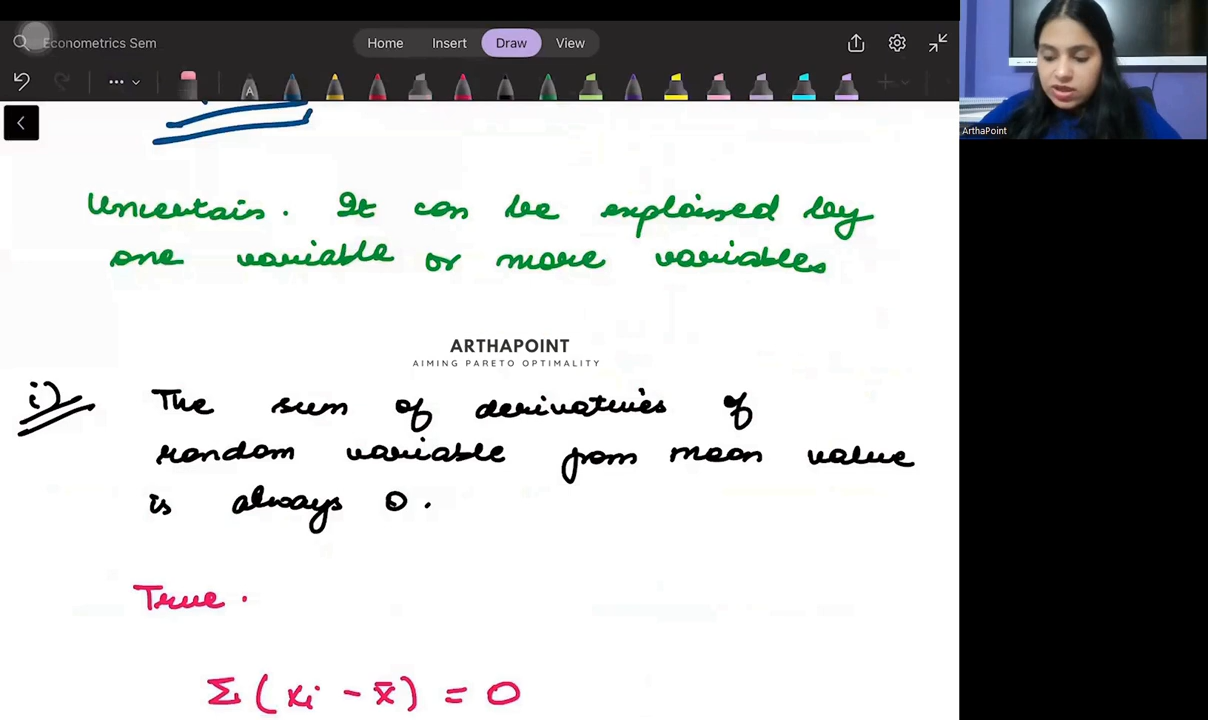 Econometrics Sem
Home Insert Draw View
ArthaPoint
Uncertain. It can be explained by
one variable or more variables
ARTHAPOINT
AIMING PARETO OPTIMALITY
i) The sum of derivatives of
random variable from mean value
is always 0.
True.
Σ(xi - x̄) = 0